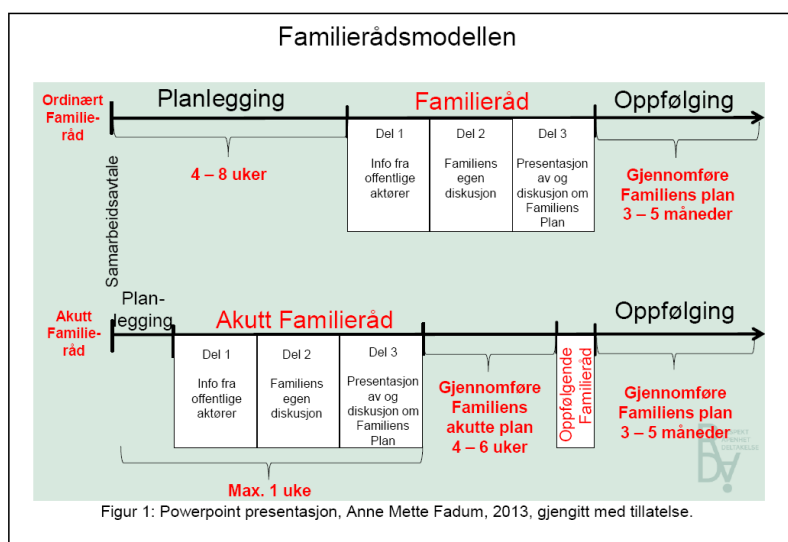 Familierådsmodellen
Ordinært
Familie-
råd
Planlegging
Familieråd
Oppfølging
4 – 8 uker
Del 1
Info fra
offentlige
aktører
Del 2
Familiens
egen
diskusjon
Del 3
Presentasjon
av og
diskusjon om
Familiens
Plan
Gjennomføre
Familiens plan
3 – 5 måneder
Samarbeidsavtale
Akutt
Familie-
råd
Plan-
legging
Akutt Familieråd
Oppfølging
Del 1
Info fra
offentlige
aktører
Del 2
Familiens
egen
diskusjon
Del 3
Presentasjon
av og
diskusjon om
Familiens
Plan
Gjennomføre
Familiens
akutte plan
4 – 6 uker
Oppfølgende
Familieråd
Gjennomføre
Familiens plan
3 – 5 måneder
Max. 1 uke
Figur 1: Powerpoint presentasjon, Anne Mette Fadum, 2013, gjengitt med tillatelse.